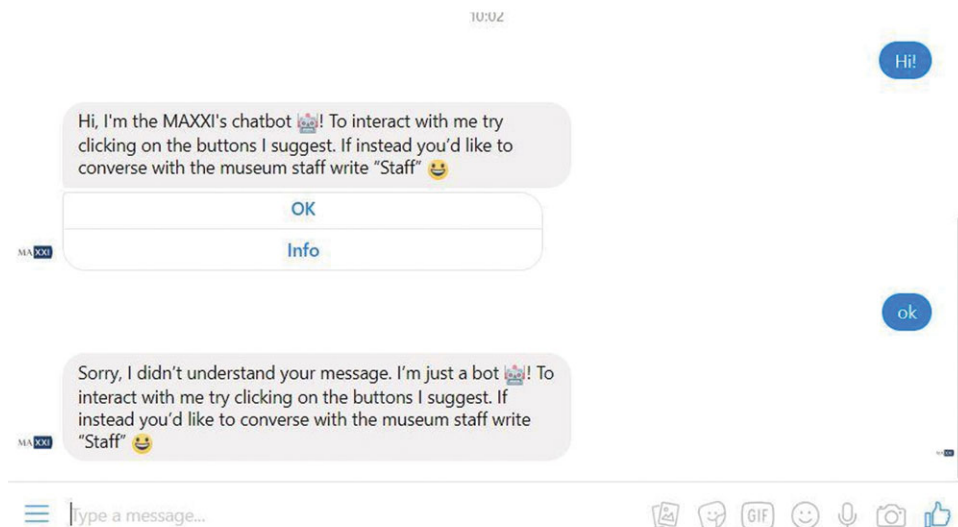 10:02
Hi!
Hi, I'm the MAXXI's chatbot 🤖! To interact with me try
clicking on the buttons I suggest. If instead you'd like to
converse with the museum staff write "Staff" 😀
OK
Info
MAXXI
ok
Sorry, I didn't understand your message. I'm just a bot 🤖! To
interact with me try clicking on the buttons I suggest. If
instead you'd like to converse with the museum staff write
"Staff" 😀
MAXXI
MAXXI
Type a message...
GIF